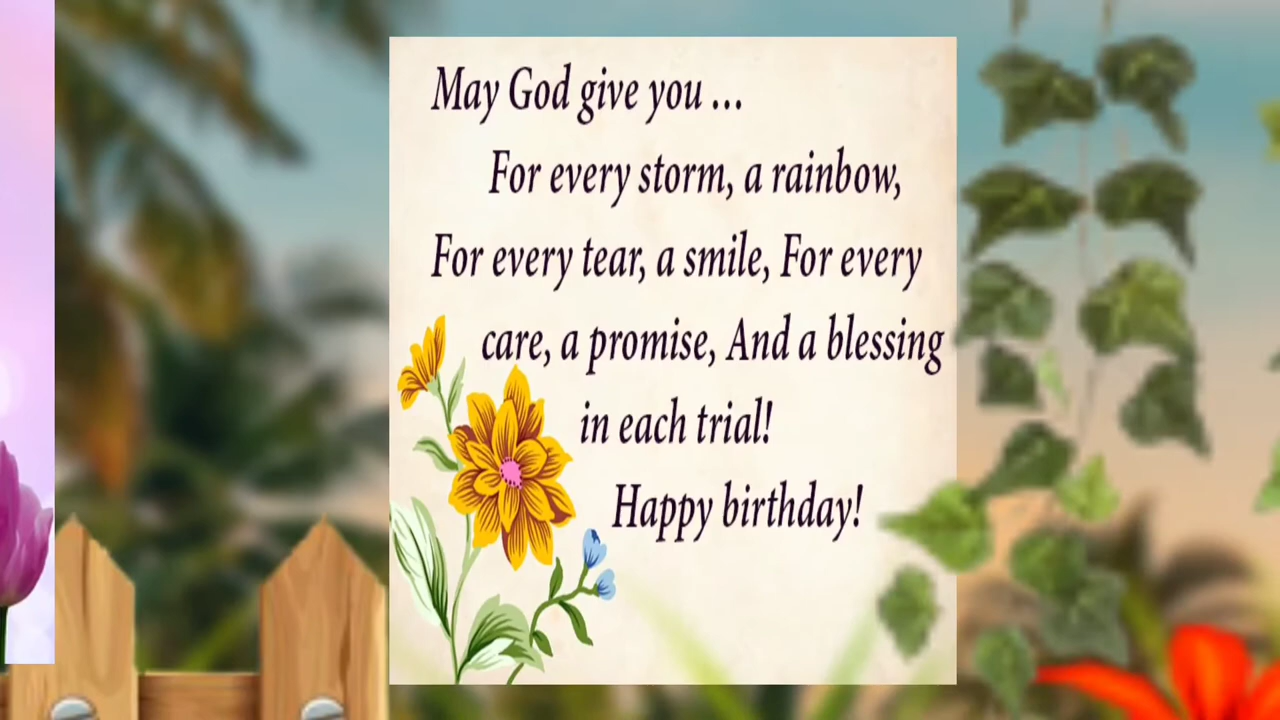 May God give you ...
For every storm, a rainbow,
For every tear, a smile, For every
care, a promise, And a blessing
in each trial!
Happy birthday!